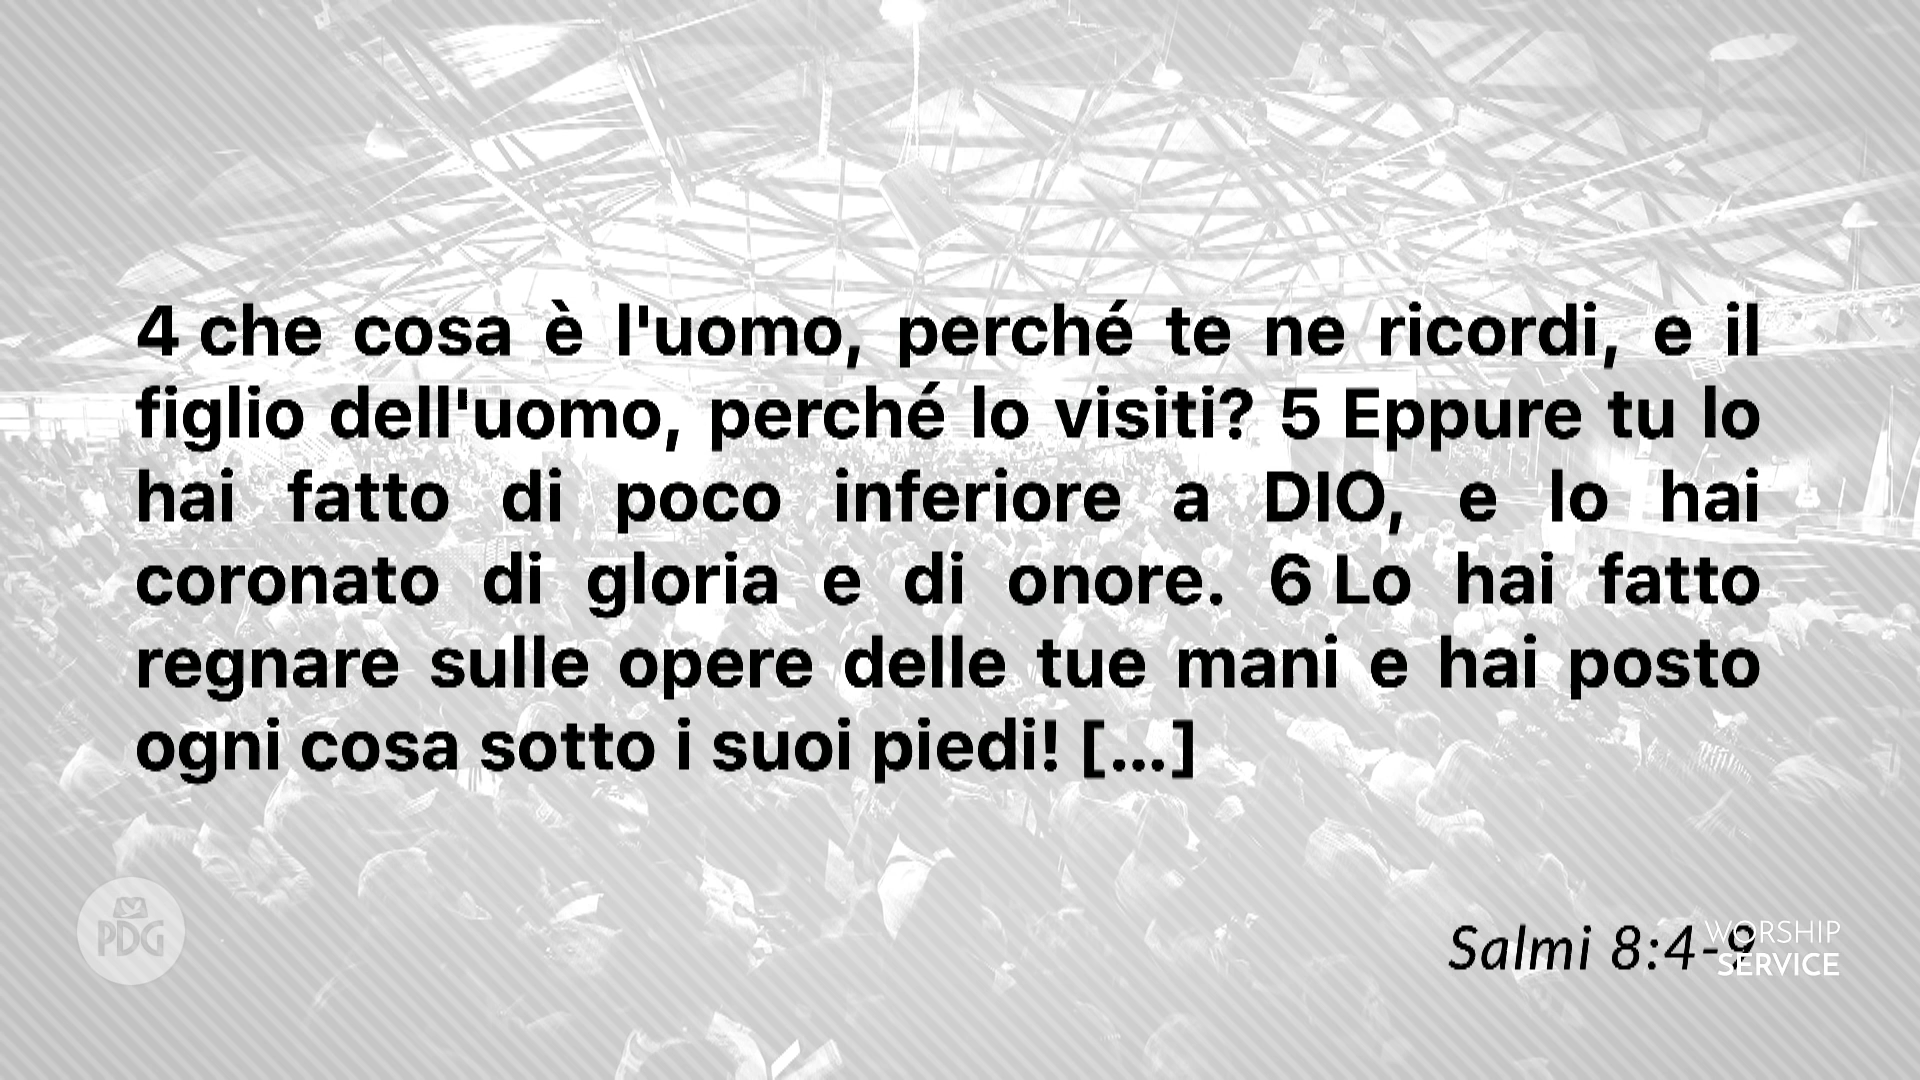 4 che cosa è l'uomo, perché te ne ricordi, e il
figlio dell'uomo, perché lo visiti? 5 Eppure tu lo
hai fatto di poco inferiore a DIO, e lo hai
coronato di gloria e di onore. 6 Lo hai fatto
regnare sulle opere delle tue mani e hai posto
ogni cosa sotto i suoi piedi! [...]
Salmi 8:4-9
WORSHIP
SERVICE
PDG